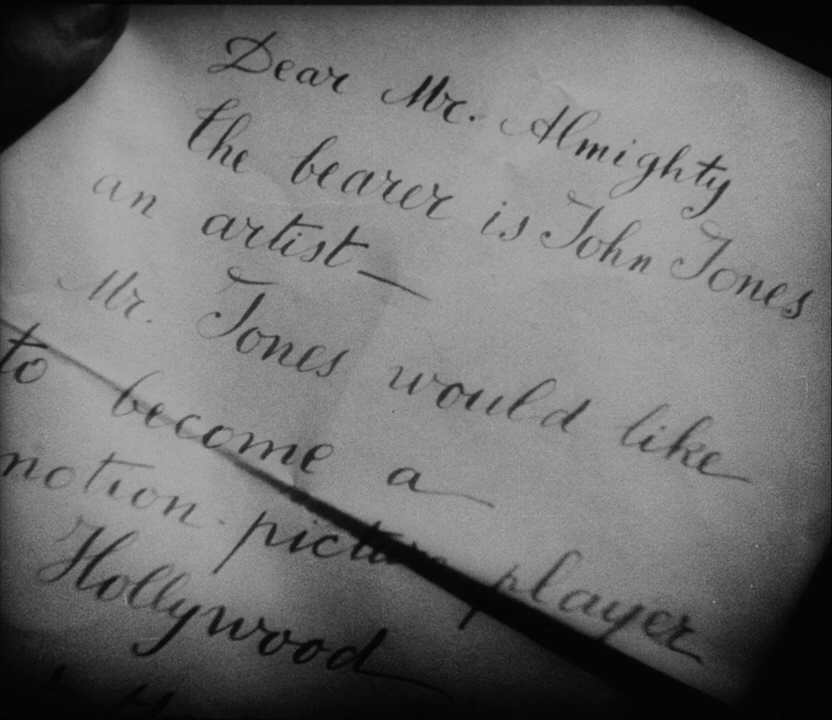 Dear Mr. Almighty
the bearer is John Jones
an artist—
Mr. Jones would like
to become a
motion-picture player
Hollywood